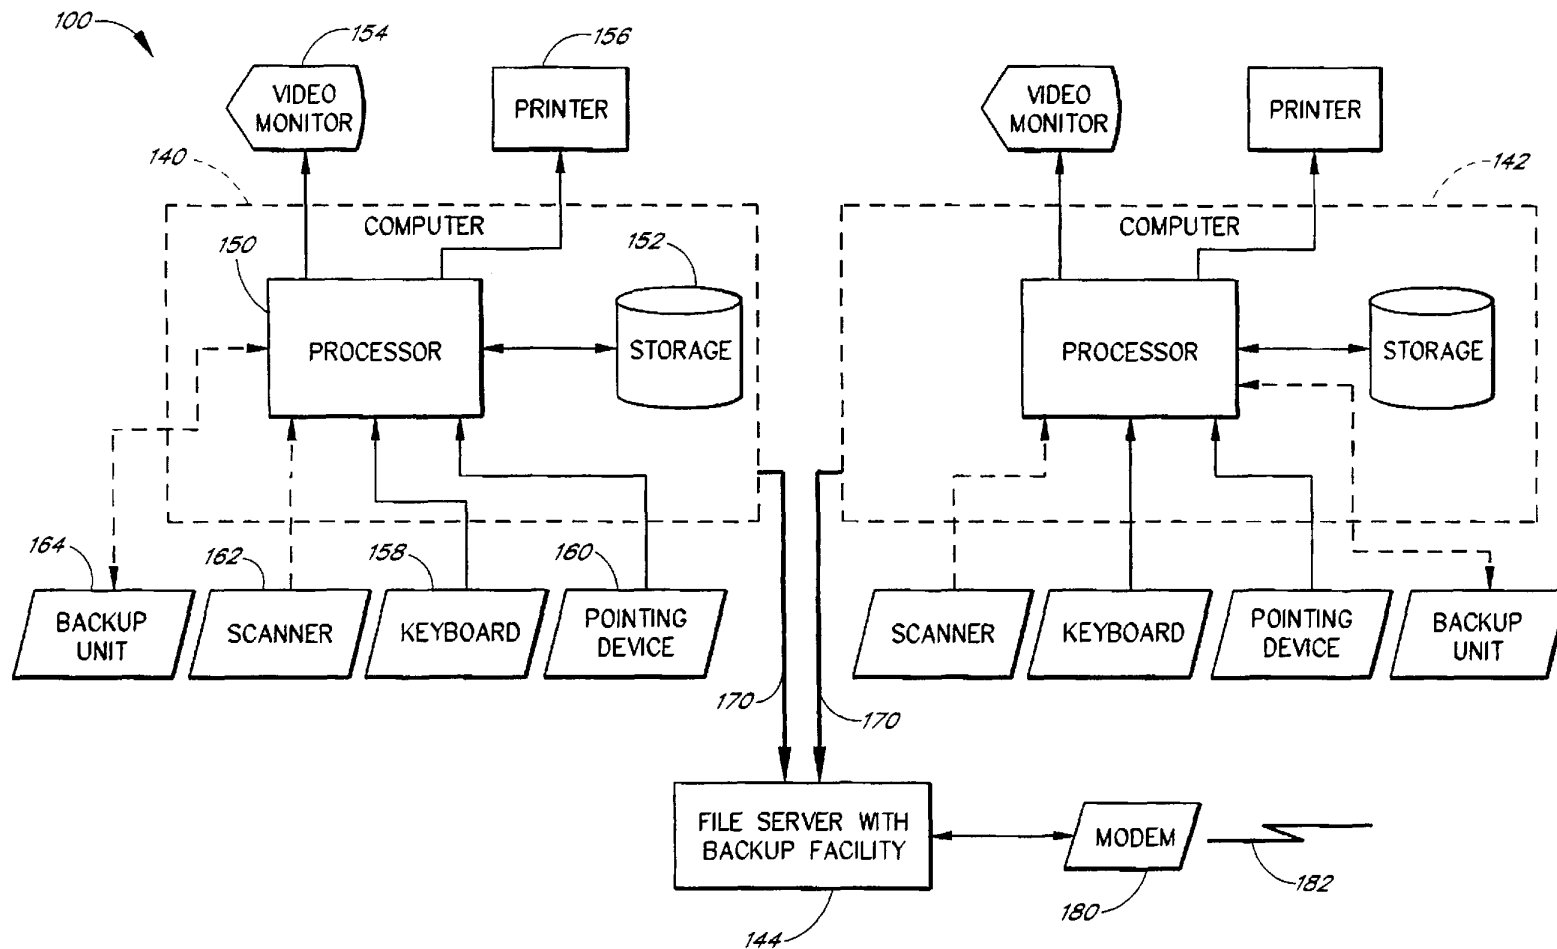 100
154
156
VIDEO
MONITOR
PRINTER
VIDEO
MONITOR
PRINTER
140
142
COMPUTER
COMPUTER
150
152
PROCESSOR
STORAGE
PROCESSOR
STORAGE
164
162
158
160
BACKUP
UNIT
SCANNER
KEYBOARD
POINTING
DEVICE
SCANNER
KEYBOARD
POINTING
DEVICE
BACKUP
UNIT
170
170
FILE SERVER WITH
BACKUP FACILITY
MODEM
182
180
144